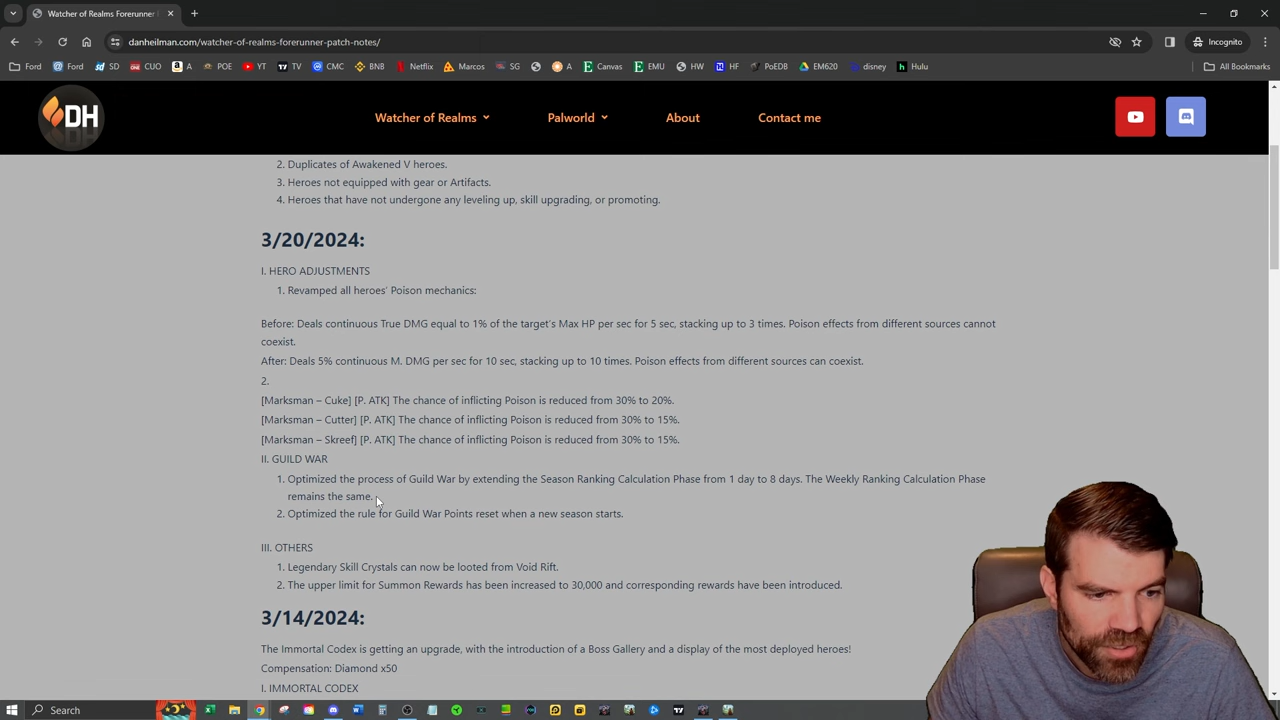 Watcher of Realms Forerunner
danheilman.com/watcher-of-realms-forerunner-patch-notes/
Incognito
Ford
Ford
SD
CUO
A
POE
YT
TV
CMC
BNB
Netflix
Marcos
SG
A
Canvas
EMU
HW
HF
PoEDB
EM620
disney
Hulu
All Bookmarks
DH
Watcher of Realms
Palworld
About
Contact me
2. Duplicates of Awakened V heroes.
3. Heroes not equipped with gear or Artifacts.
4. Heroes that have not undergone any leveling up, skill upgrading, or promoting.
3/20/2024:
I. HERO ADJUSTMENTS
1. Revamped all heroes' Poison mechanics:
Before: Deals continuous True DMG equal to 1% of the target's Max HP per sec for 5 sec, stacking up to 3 times. Poison effects from different sources cannot
coexist.
After: Deals 5% continuous M. DMG per sec for 10 sec, stacking up to 10 times. Poison effects from different sources can coexist.
2.
[Marksman – Cuke] [P. ATK] The chance of inflicting Poison is reduced from 30% to 20%.
[Marksman – Cutter] [P. ATK] The chance of inflicting Poison is reduced from 30% to 15%.
[Marksman – Skreef] [P. ATK] The chance of inflicting Poison is reduced from 30% to 15%.
II. GUILD WAR
1. Optimized the process of Guild War by extending the Season Ranking Calculation Phase from 1 day to 8 days. The Weekly Ranking Calculation Phase
remains the same.
2. Optimized the rule for Guild War Points reset when a new season starts.
III. OTHERS
1. Legendary Skill Crystals can now be looted from Void Rift.
2. The upper limit for Summon Rewards has been increased to 30,000 and corresponding rewards have been introduced.
3/14/2024:
The Immortal Codex is getting an upgrade, with the introduction of a Boss Gallery and a display of the most deployed heroes!
Compensation: Diamond x50
I. IMMORTAL CODEX
Search